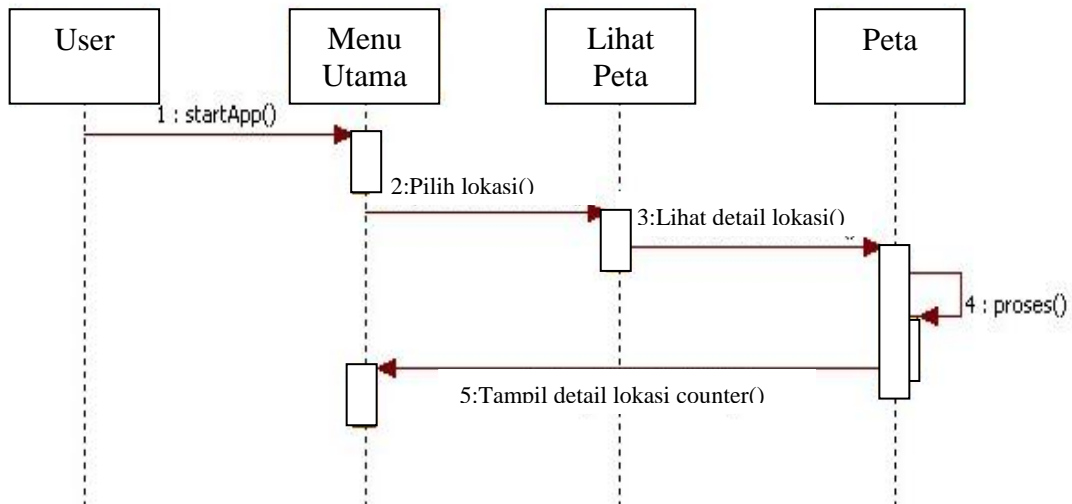 User
Menu
Utama
Lihat
Peta
Peta
1 : startApp()
2:Pilih lokasi()
3:Lihat detail lokasi()
4 : proses()
5:Tampil detail lokasi counter()